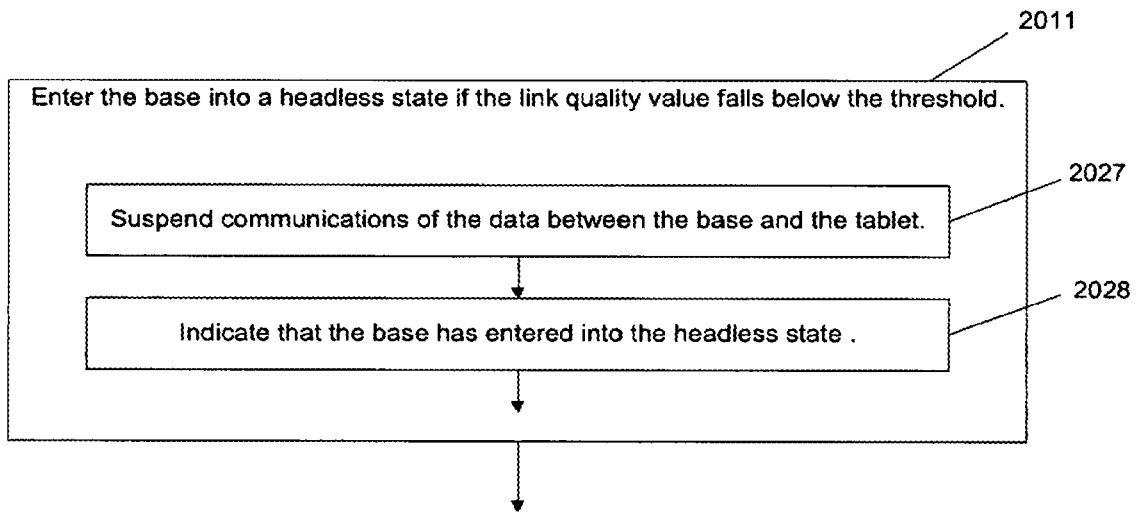 2011
Enter the base into a headless state if the link quality value falls below the threshold.
2027
Suspend communications of the data between the base and the tablet.
2028
Indicate that the base has entered into the headless state .